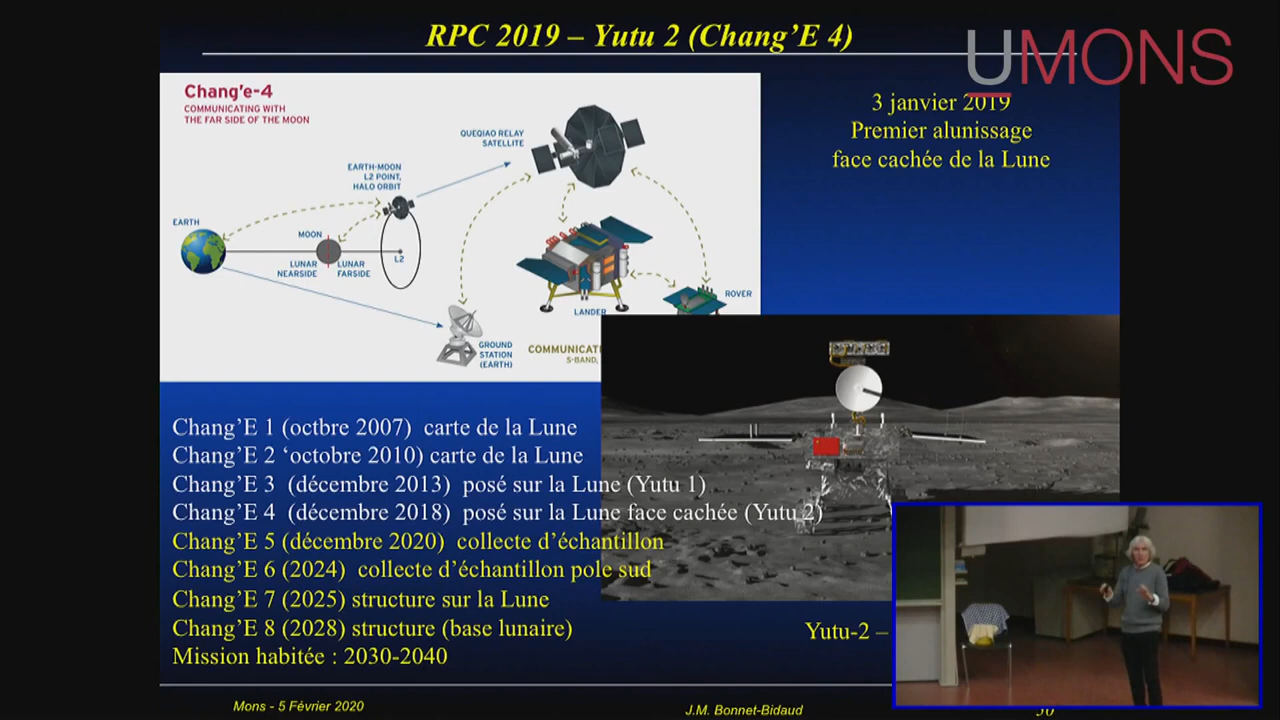 RPC 2019 – Yutu 2 (Chang'E 4)
UMONS
Chang'e-4
COMMUNICATING WITH
THE FAR SIDE OF THE MOON
3 janvier 2019
Premier alunissage
face cachée de la Lune
QUEQIAO RELAY
SATELLITE
EARTH-MOON
L2 POINT,
HALO ORBIT
EARTH
MOON
LUNAR
NEARSIDE
LUNAR
FARSIDE
L2
ROVER
LANDER
GROUND
STATION
(EARTH)
S-BAND,
Chang'E 1 (octbre 2007) carte de la Lune
Chang'E 2 ‘octobre 2010) carte de la Lune
Chang'E 3 (décembre 2013) posé sur la Lune (Yutu 1)
Chang'E 4 (décembre 2018) posé sur la Lune face cachée (Yutu 2)
Chang'E 5 (décembre 2020) collecte d'échantillon
Chang'E 6 (2024) collecte d'échantillon pole sud
Chang'E 7 (2025) structure sur la Lune
Chang'E 8 (2028) structure (base lunaire)
Mission habitée : 2030-2040
Yutu-2 –
Mons - 5 Février 2020
J.M. Bonnet-Bidaud